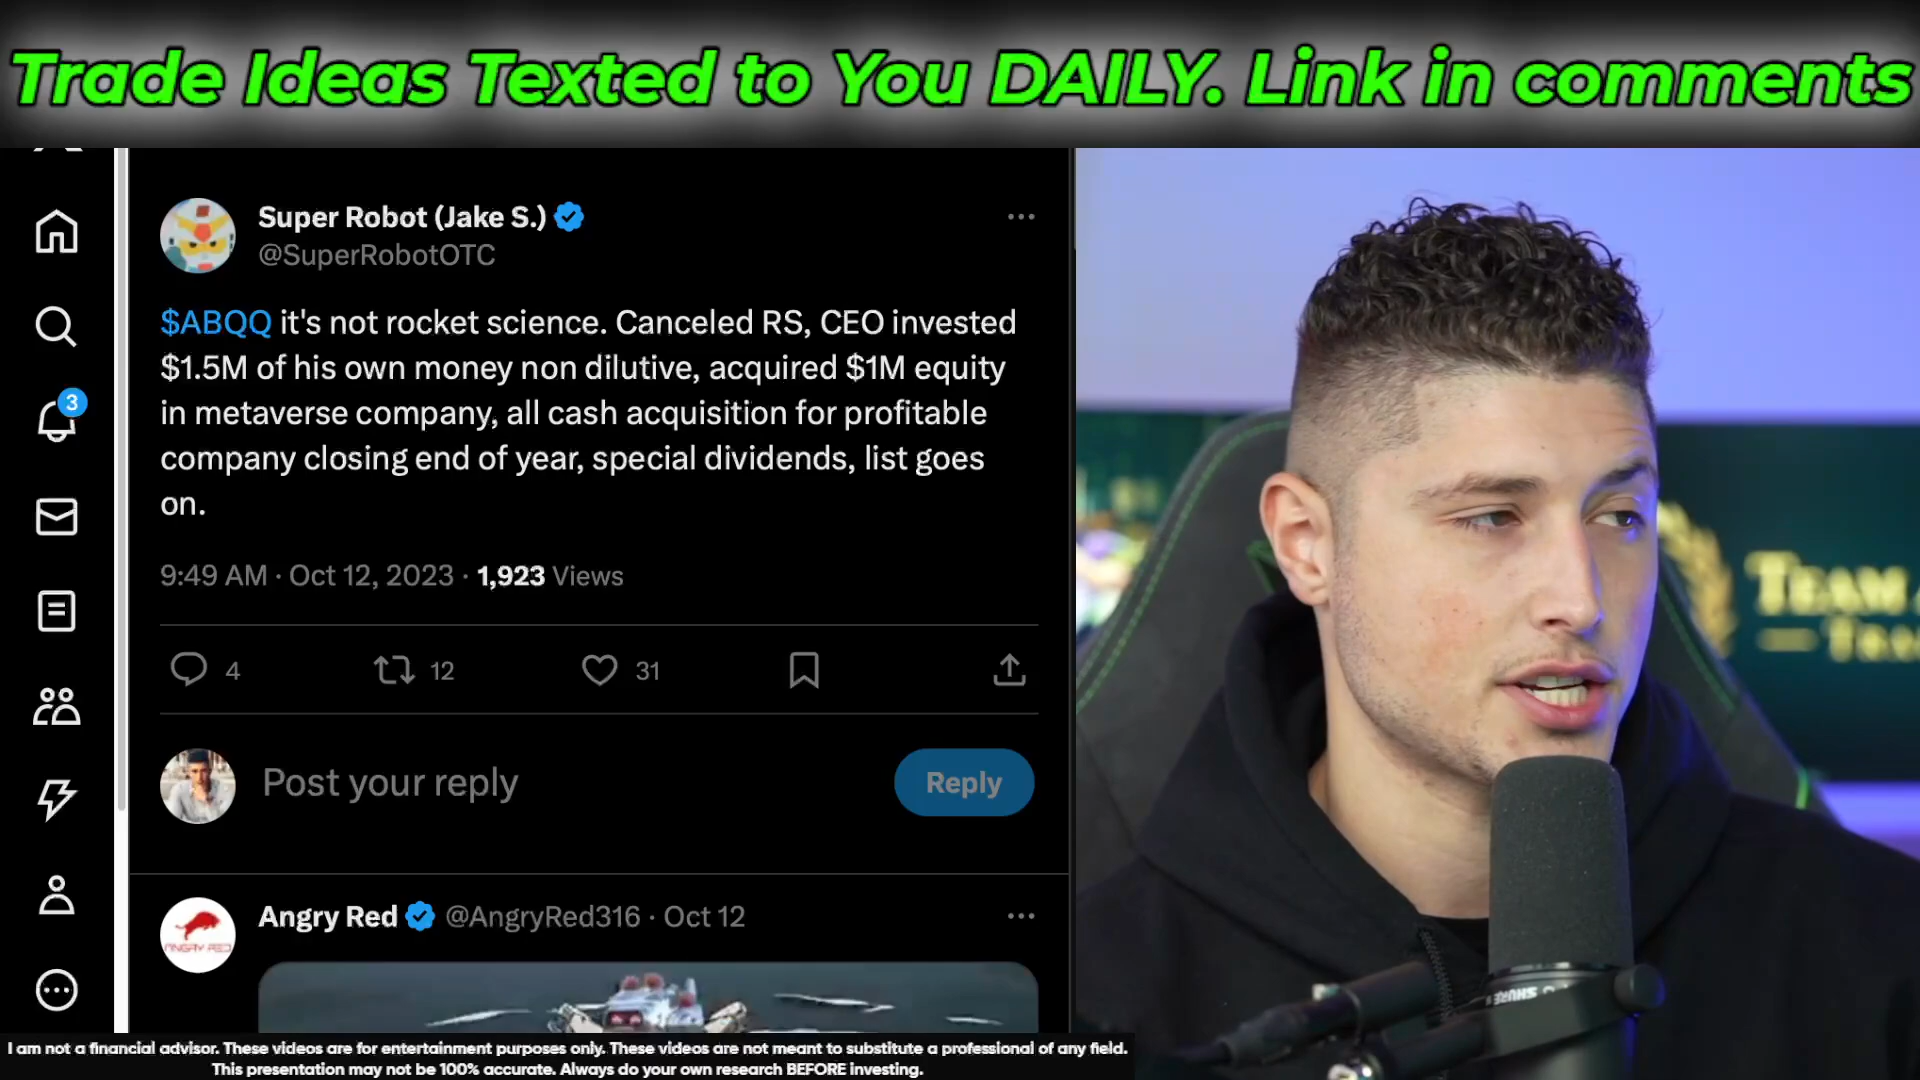 Trade Ideas Texted to You DAILY. Link in comments
Super Robot (Jake S.)
@SuperRobotOTC
$ABQQ it's not rocket science. Canceled RS, CEO invested
$1.5M of his own money non dilutive, acquired $1M equity
in metaverse company, all cash acquisition for profitable
company closing end of year, special dividends, list goes
on.
9:49 AM · Oct 12, 2023 · 1,923 Views
4 12 31
3
Post your reply
Reply
Angry Red @AngryRed316 · Oct 12
ANGRY RED
TEAM
SHURE
I am not a financial advisor. These videos are for entertainment purposes only. These videos are not meant to substitute a professional of any field.
This presentation may not be 100% accurate. Always do your own research BEFORE investing.